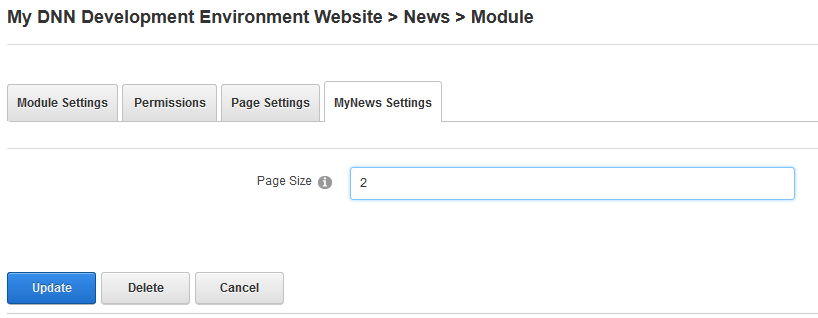 My DNN Development Environment Website > News > Module
Module Settings Permissions Page Settings MyNews Settings
Page Size 2
Update Delete Cancel